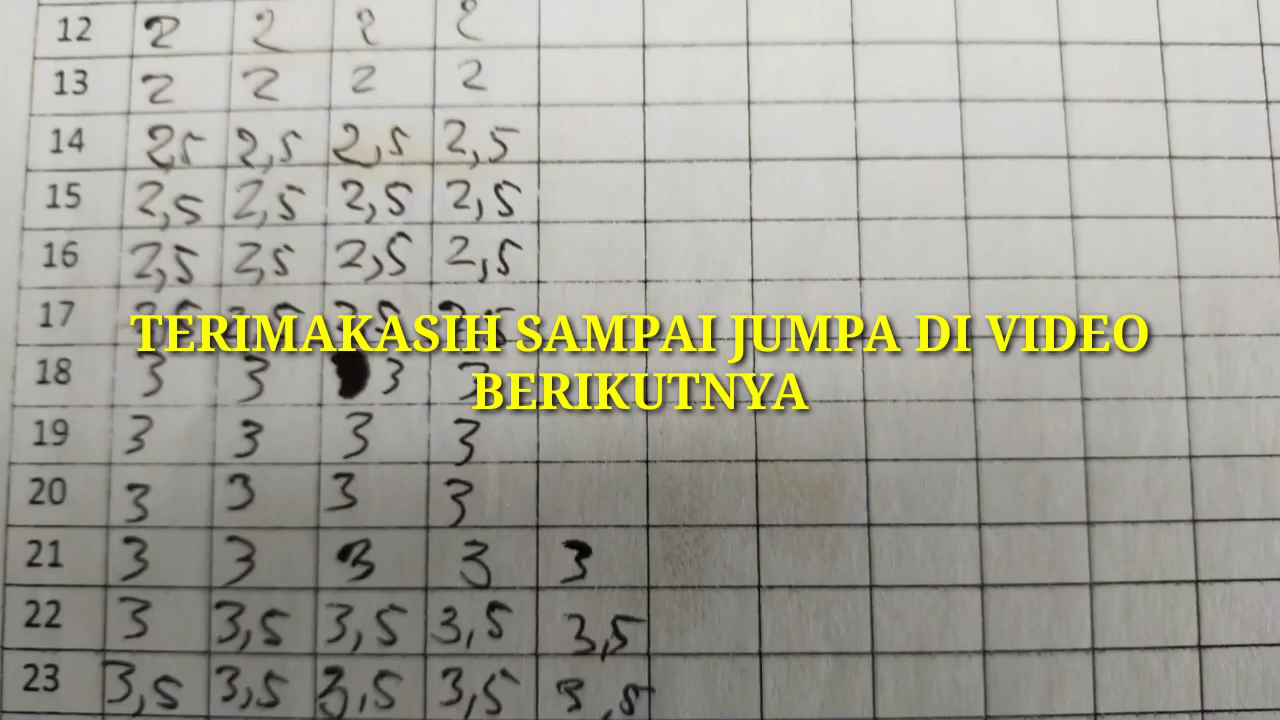 12 2 2 2 2
13 2 2 2 2
14 2,5 2,5 2,5 2,5
15 2,5 2,5 2,5 2,5
16 2,5 2,5 2,5 2,5
17
TERIMAKASIH SAMPAI JUMPA DI VIDEO
18 3 3 3 3
BERIKUTNYA
19 3 3 3 3
20 3 3 3 3
21 3 3 3 3 3
22 3 3,5 3,5 3,5 3,5
23 3,5 3,5 3,5 3,5 3,5